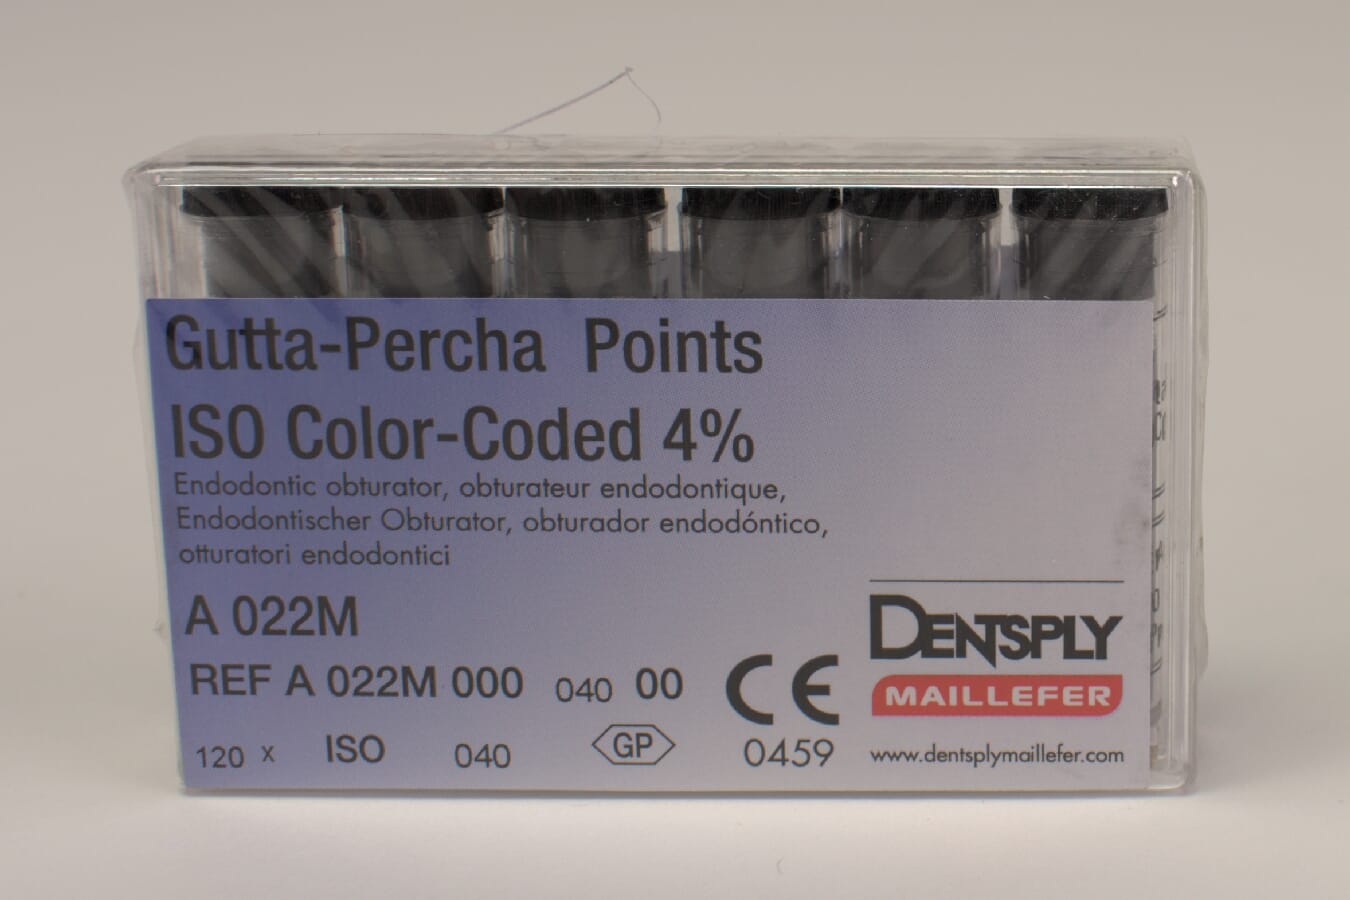 Gutta-Percha Points
ISO Color-Coded 4%
Endodontic obturator, obturateur endodontique,
Endodontischer Obturator, obturador endodóntico,
otturatori endodontici
A 022M
REF A 022M 000 040 00
CE
DENTSPLY
MAILLEFER
120 x ISO 040
GP
0459
www.dentsplymaillefer.com